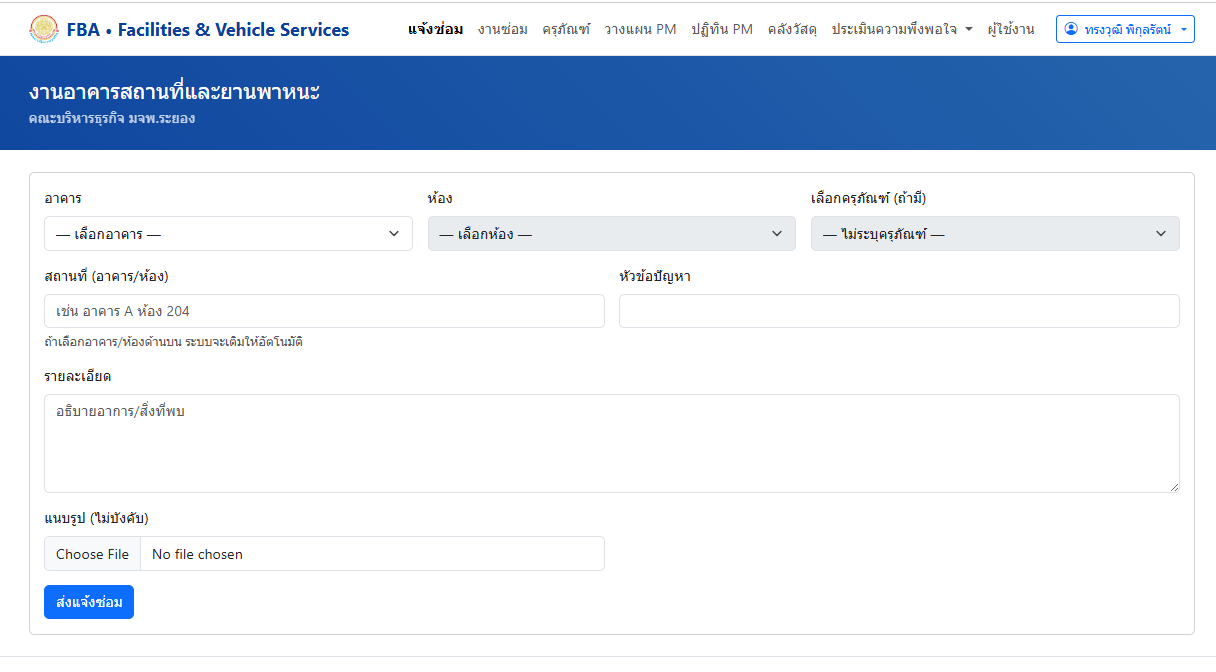 FBA • Facilities & Vehicle Services แจ้งซ่อม งานซ่อม ครุภัณฑ์ วางแผน PM ปฏิทิน PM คลังวัสดุ ประเมินความพึงพอใจ ผู้ใช้งาน ทรงวุฒิ พิกุลรัตน์
งานอาคารสถานที่และยานพาหนะ
คณะบริหารธุรกิจ มจพ.ระยอง
อาคาร ห้อง เลือกครุภัณฑ์ (ถ้ามี)
— เลือกอาคาร — — เลือกห้อง — — ไม่ระบุครุภัณฑ์ —
สถานที่ (อาคาร/ห้อง) หัวข้อปัญหา
เช่น อาคาร A ห้อง 204
ถ้าเลือกอาคาร/ห้องด้านบน ระบบจะเติมให้อัตโนมัติ
รายละเอียด
อธิบายอาการ/สิ่งที่พบ
แนบรูป (ไม่บังคับ)
Choose File No file chosen
ส่งแจ้งซ่อม